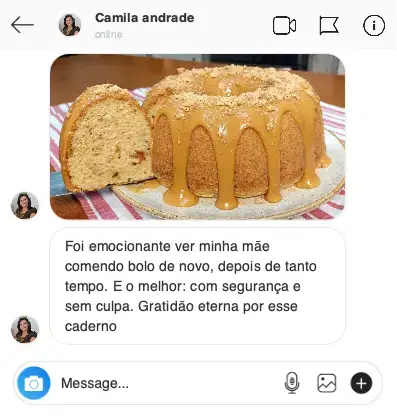 Camila andrade
online
Foi emocionante ver minha mãe
comendo bolo de novo, depois de tanto
tempo. E o melhor: com segurança e
sem culpa. Gratidão eterna por esse
caderno
Message...